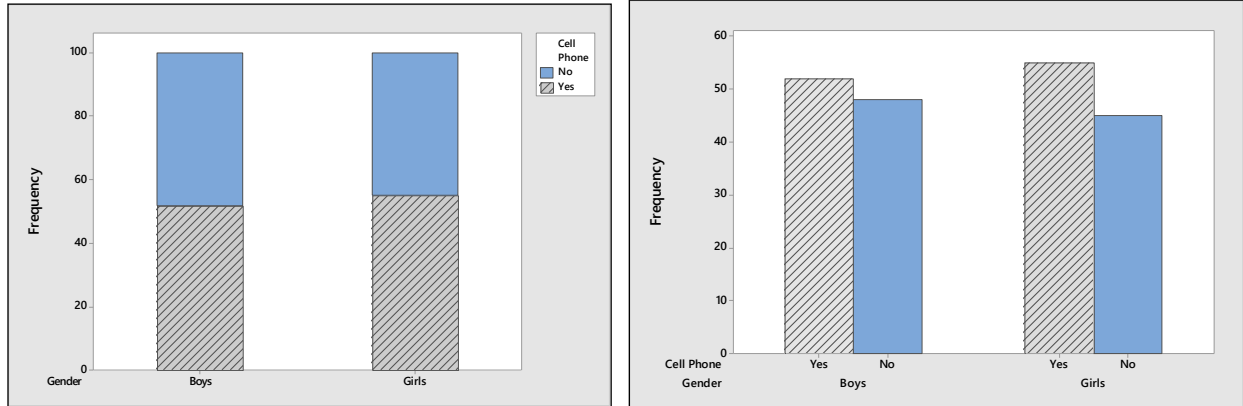 Cell
Phone
No
Yes
100
80
60
40
20
0
Frequency
Gender Boys Girls
60
50
40
30
20
10
0
Frequency
Cell Phone Yes No Yes No
Gender Boys Girls